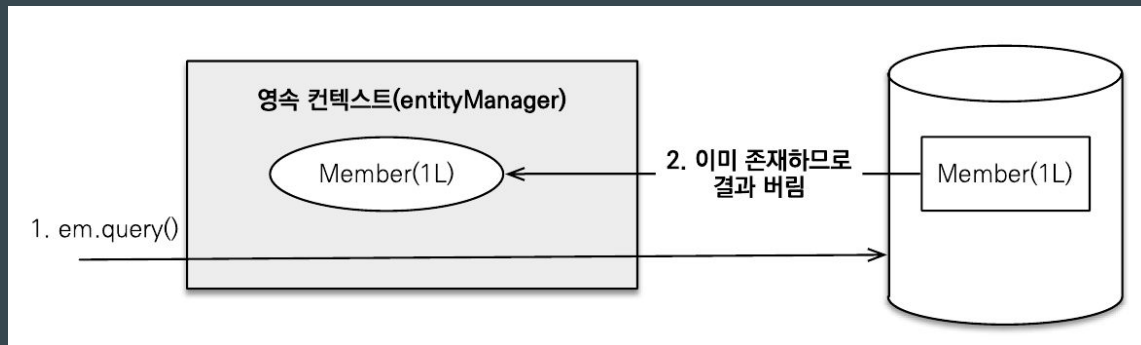 영속 컨텍스트(entityManager)
Member(1L)
2. 이미 존재하므로
결과 버림
Member(1L)
1. em.query()